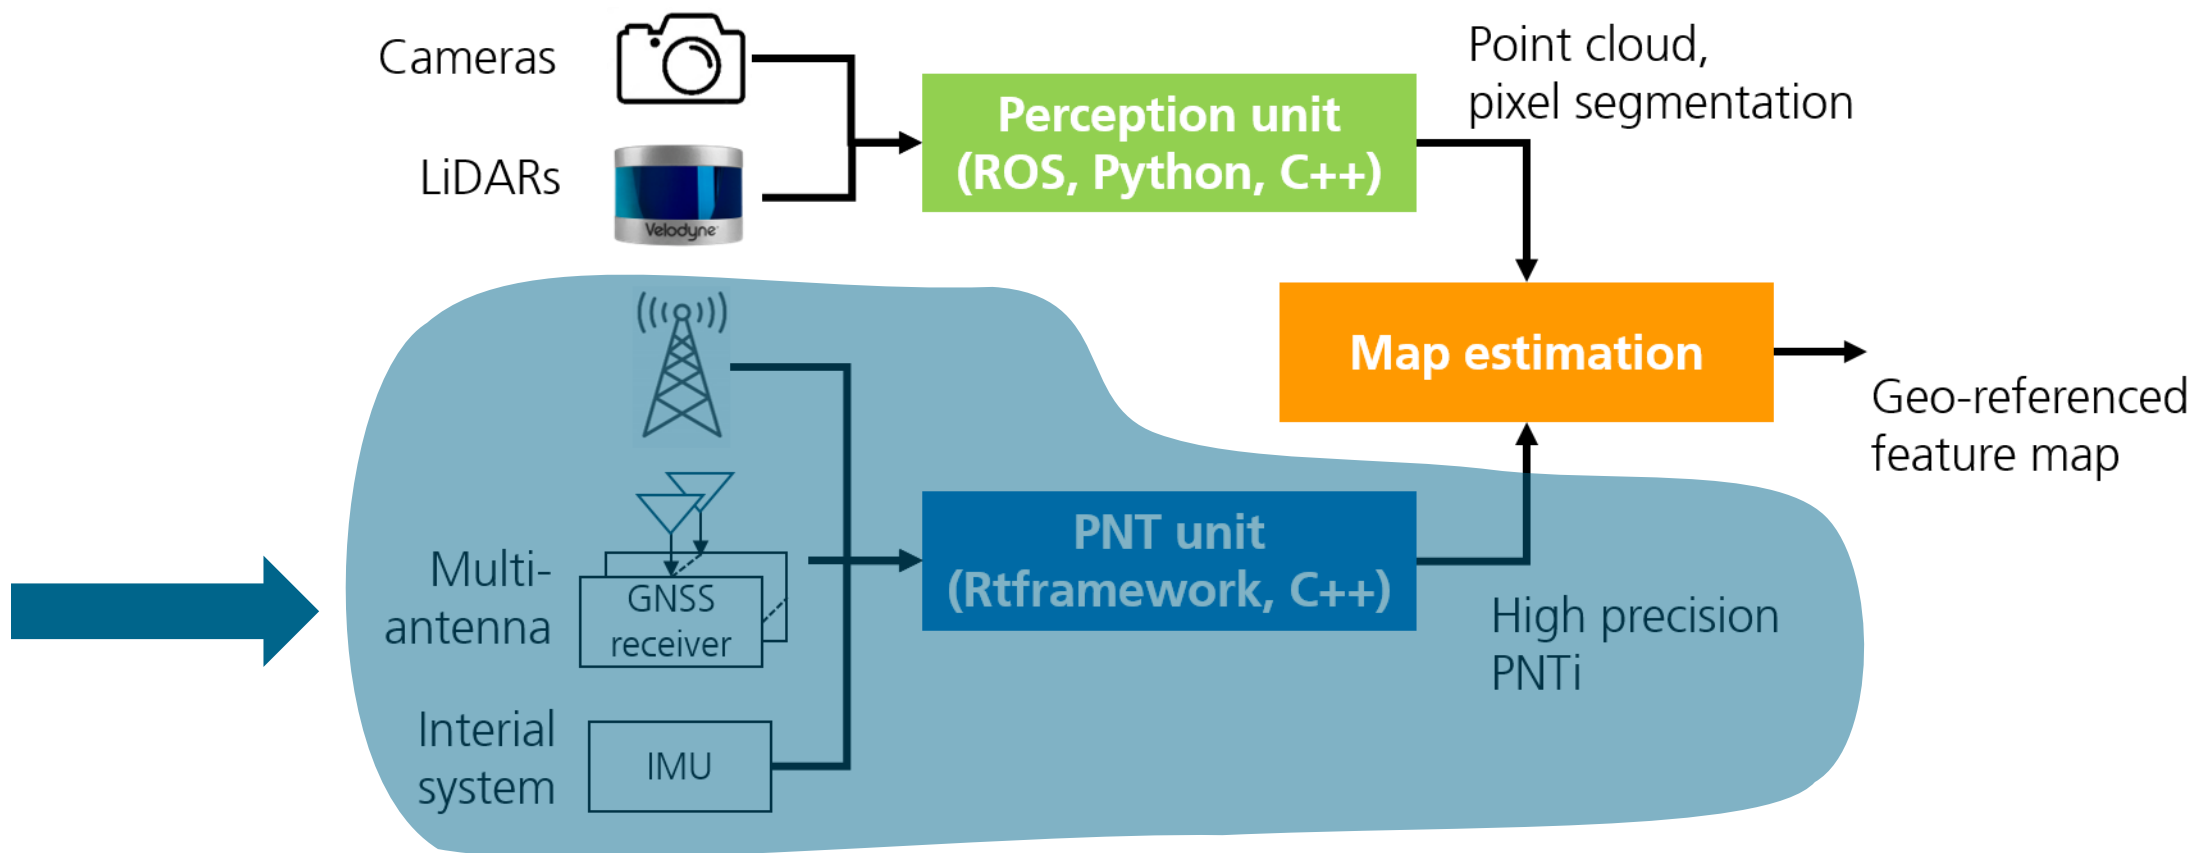 Cameras
LiDARs
Velodyne
Perception unit
(ROS, Python, C++)
Point cloud,
pixel segmentation
Map estimation
Geo-referenced
feature map
Multi-
antenna
GNSS
receiver
PNT unit
(Rtframework, C++)
High precision
PNTi
Interial
system
IMU